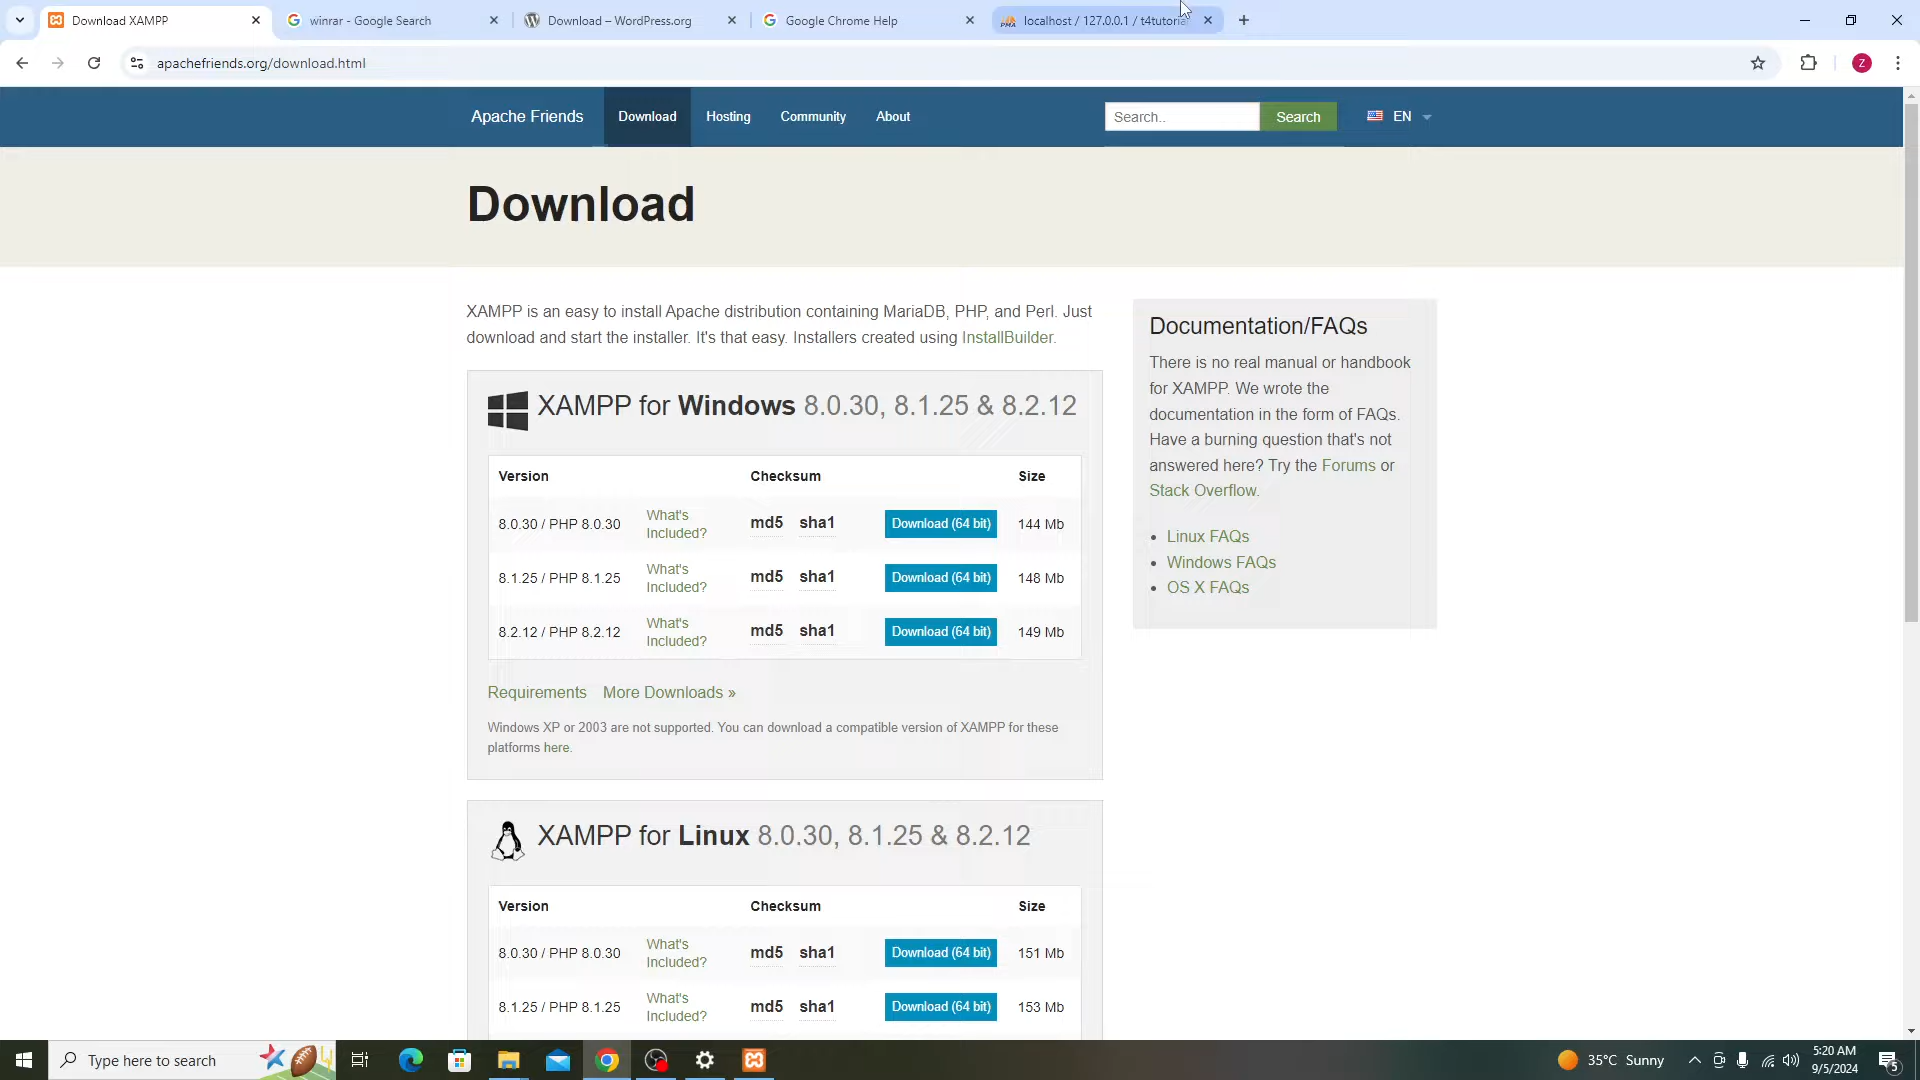 Download XAMPP
winrar - Google Search
Download – WordPress.org
Google Chrome Help
localhost / 127.0.0.1 / t4tutoria
apachefriends.org/download.html
Z
Apache Friends
Download
Hosting
Community
About
Search..
Search
EN
Download
XAMPP is an easy to install Apache distribution containing MariaDB, PHP, and Perl. Just
download and start the installer. It's that easy. Installers created using InstallBuilder.
XAMPP for Windows 8.0.30, 8.1.25 & 8.2.12
Version Checksum Size
8.0.30 / PHP 8.0.30 What's Included? md5 sha1 Download (64 bit) 144 Mb
8.1.25 / PHP 8.1.25 What's Included? md5 sha1 Download (64 bit) 148 Mb
8.2.12 / PHP 8.2.12 What's Included? md5 sha1 Download (64 bit) 149 Mb
Requirements More Downloads »
Windows XP or 2003 are not supported. You can download a compatible version of XAMPP for these
platforms here.
XAMPP for Linux 8.0.30, 8.1.25 & 8.2.12
Version Checksum Size
8.0.30 / PHP 8.0.30 What's Included? md5 sha1 Download (64 bit) 151 Mb
8.1.25 / PHP 8.1.25 What's Included? md5 sha1 Download (64 bit) 153 Mb
Documentation/FAQs
There is no real manual or handbook
for XAMPP. We wrote the
documentation in the form of FAQs.
Have a burning question that's not
answered here? Try the Forums or
Stack Overflow.
Linux FAQs
Windows FAQs
OS X FAQs
Type here to search
35°C Sunny
5:20 AM
9/5/2024
5